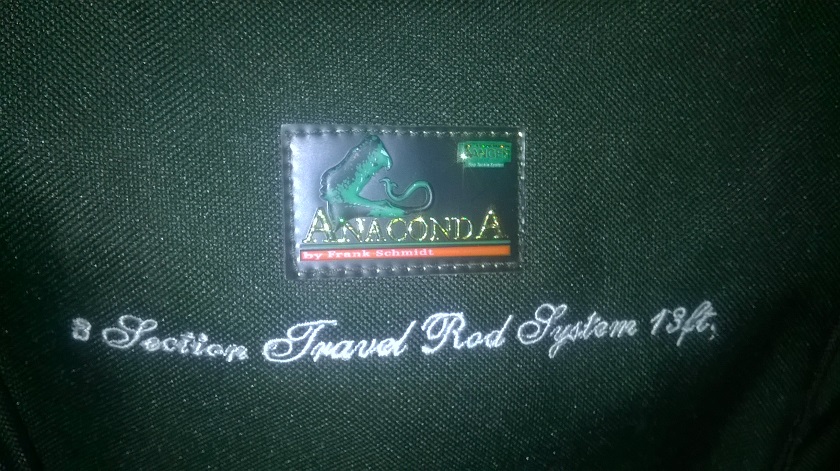 ANACONDA
by Frank Schmidt
3 Section Travel Rod System 13ft.